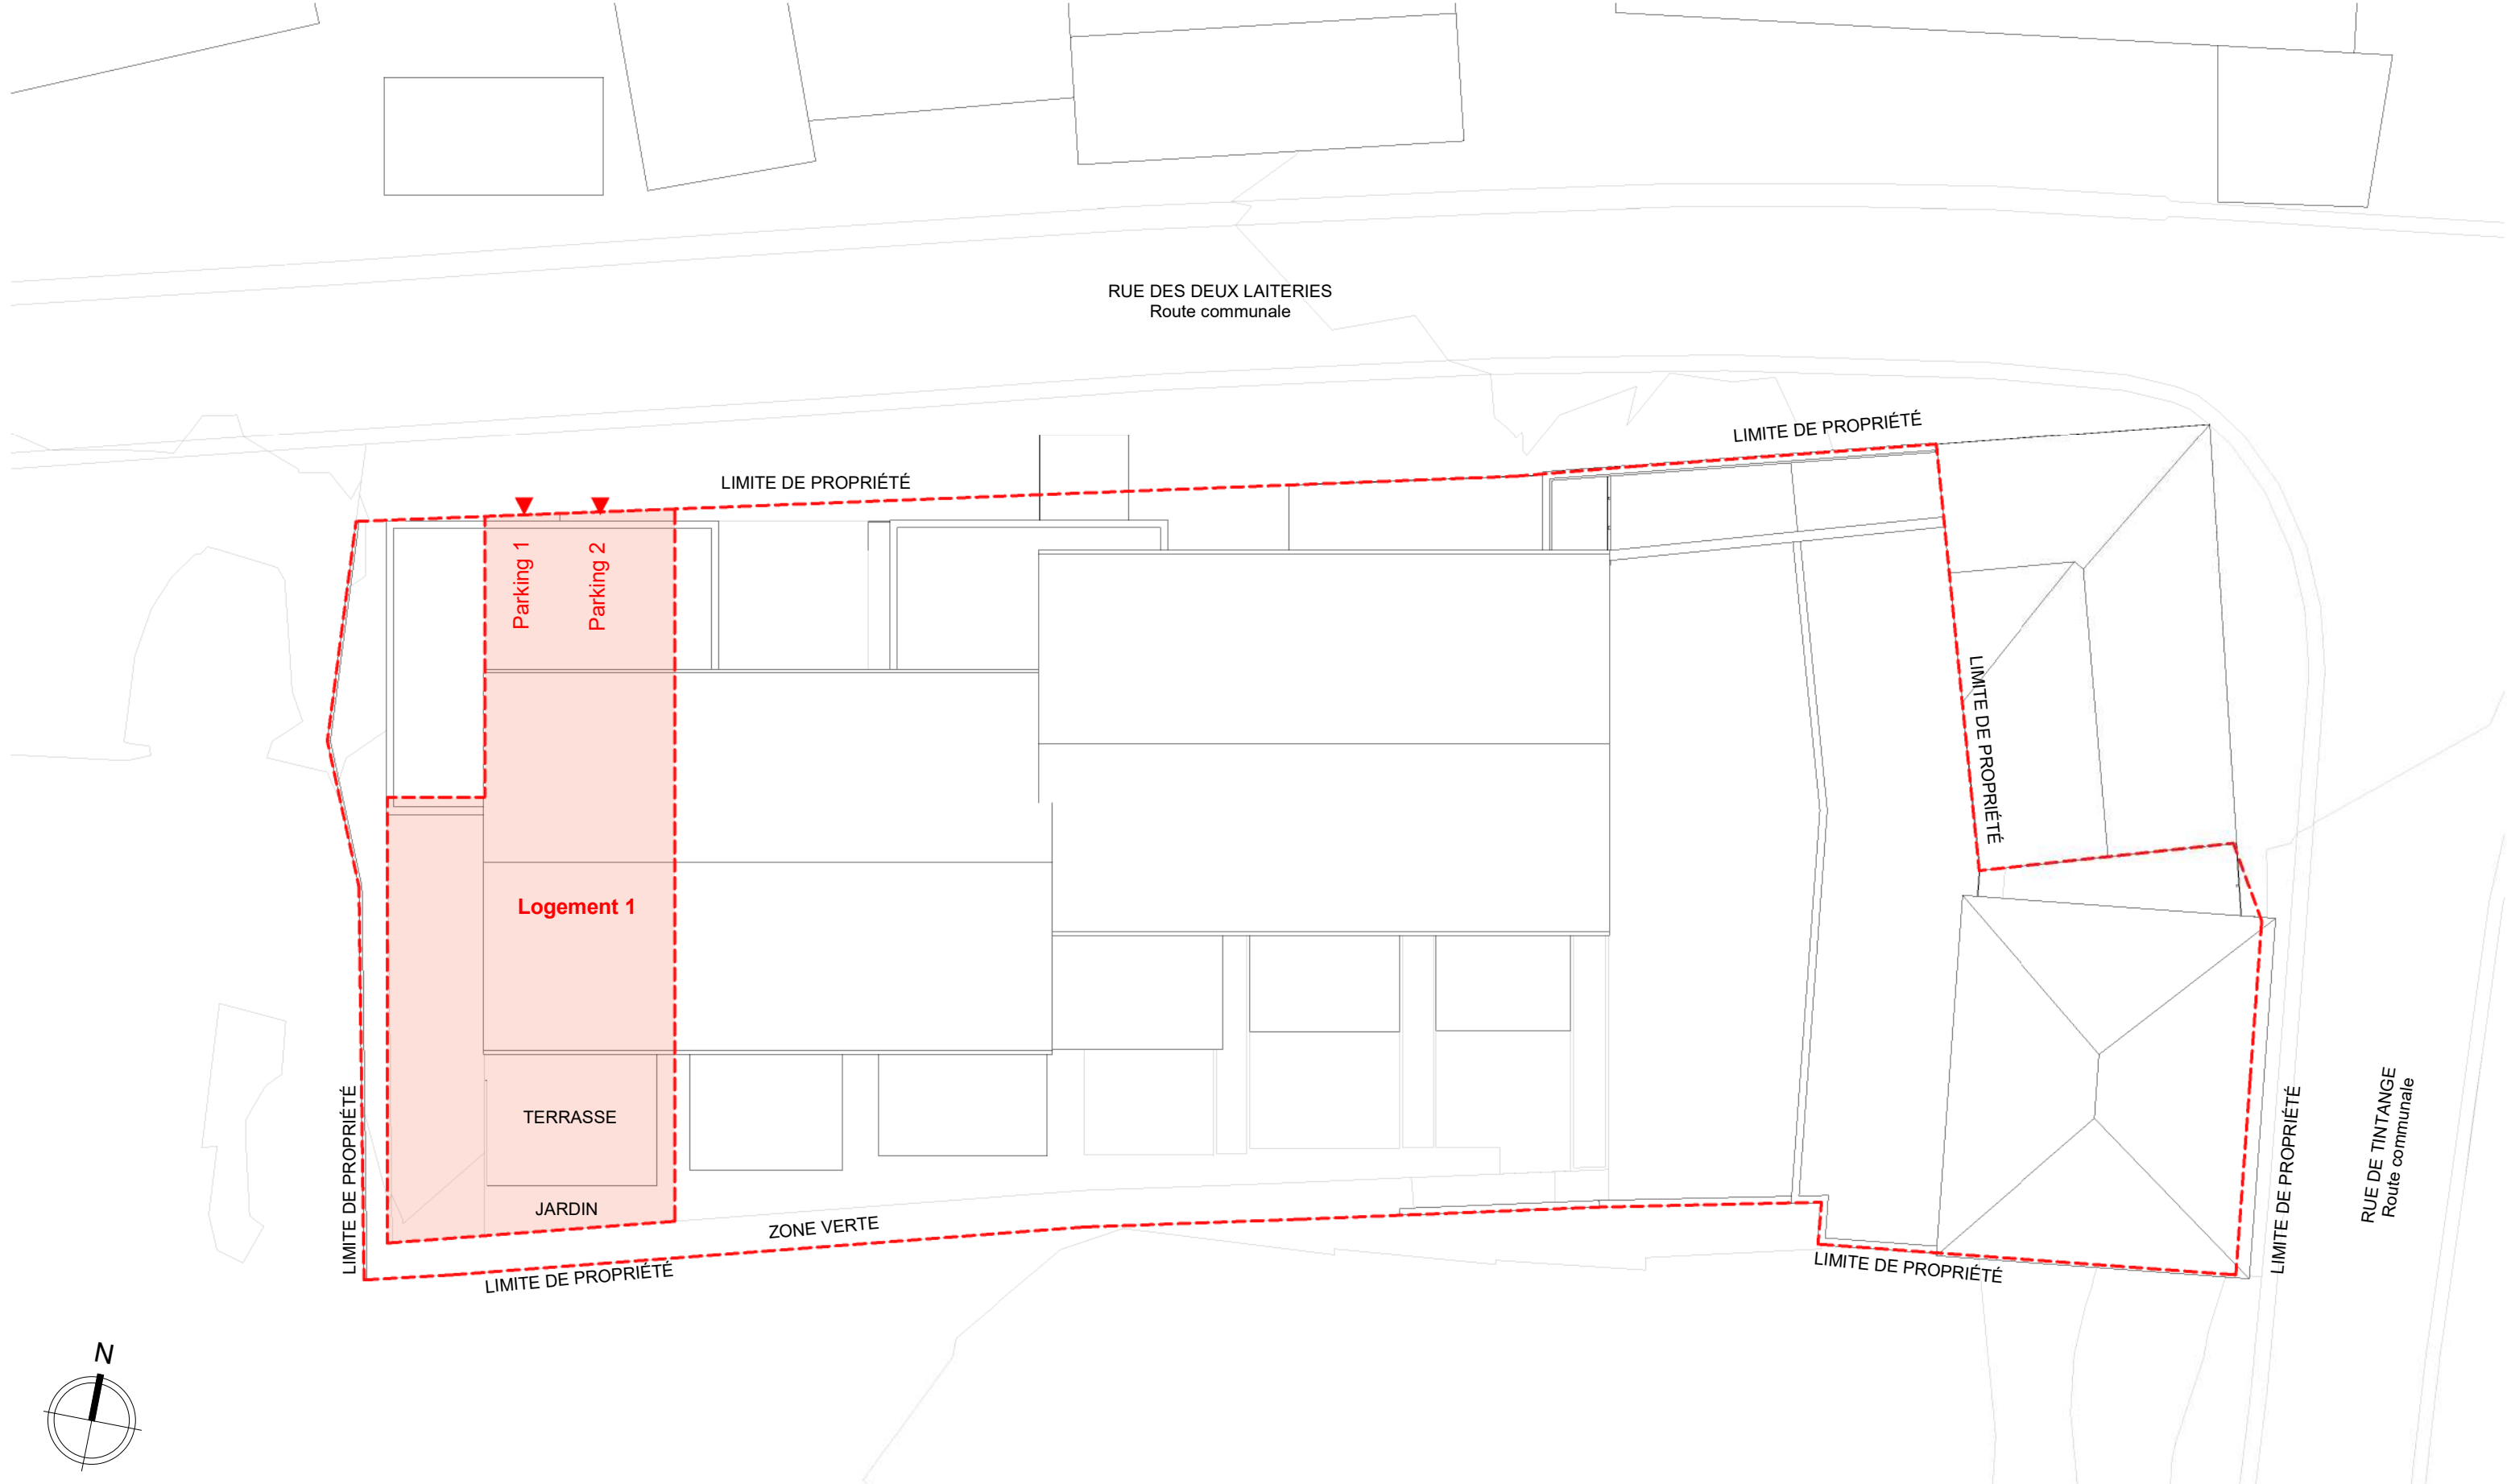 RUE DES DEUX LAITERIES
Route communale
LIMITE DE PROPRIÉTÉ
LIMITE DE PROPRIÉTÉ
Parking 1
Parking 2
LIMITE DE PROPRIÉTÉ
Logement 1
TERRASSE
JARDIN
ZONE VERTE
LIMITE DE PROPRIÉTÉ
LIMITE DE PROPRIÉTÉ
LIMITE DE PROPRIÉTÉ
LIMITE DE PROPRIÉTÉ
RUE DE TINTANGE
Route communale
N